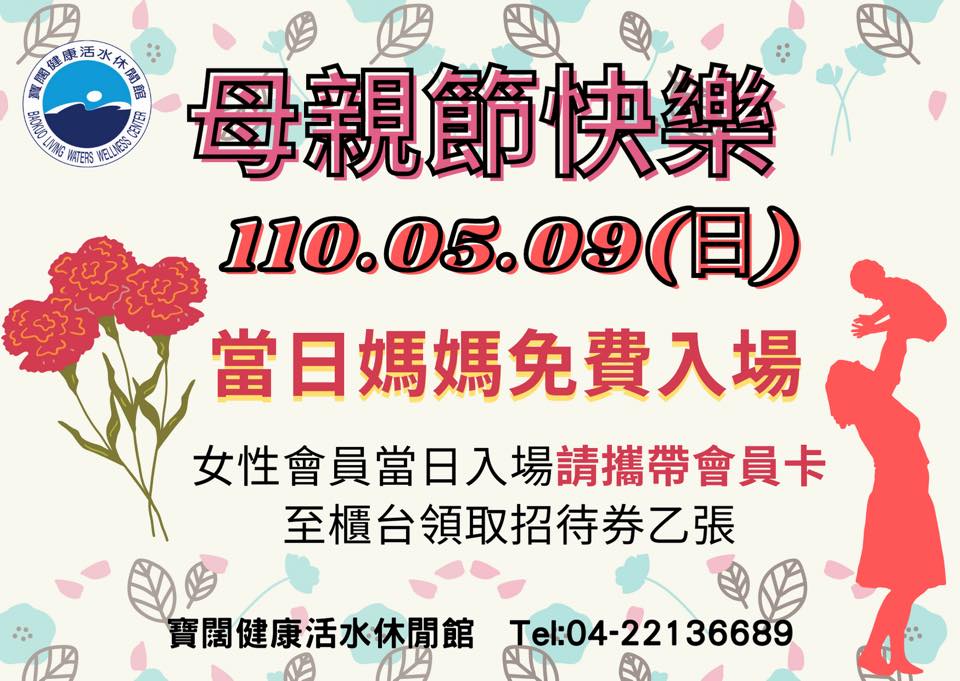 寶闊健康活水休閒館
BAOKUO LIVING WATERS WELLNESS CENTER
母親節快樂
110.05.09(日)
當日媽媽免費入場
女性會員當日入場請攜帶會員卡
至櫃台領取招待券乙張
寶闊健康活水休閒館 Tel:04-22136689